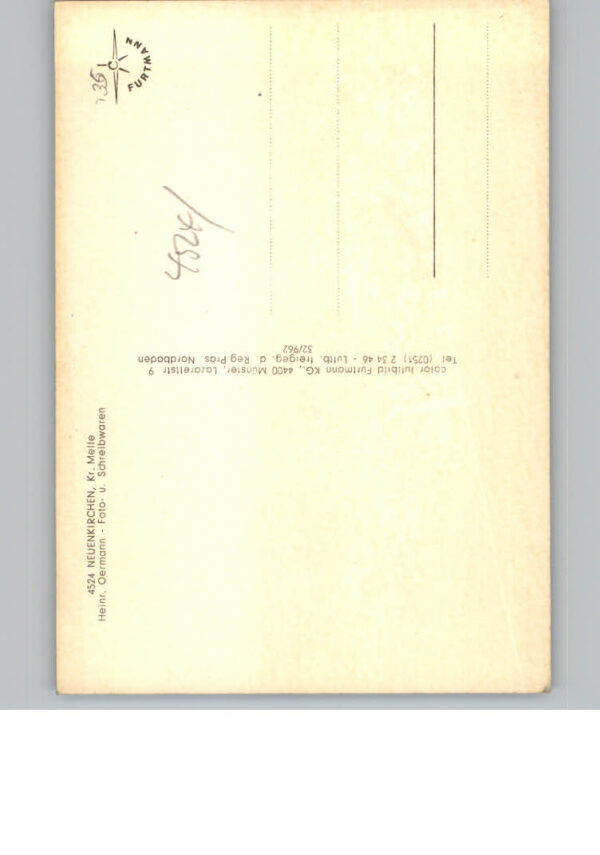 4524 NEUENKIRCHEN, Kr. Melle
Heinr. Oermann - Foto- u. Schreibwaren
color luftbild Furtmann KG., 4400 Münster, Lazarettstr. 9
Tel (0251) 2 34 46 - Luftb. freigeg. d. Reg.Präs. Nordbaden
32/962
FURTMANN
4524/